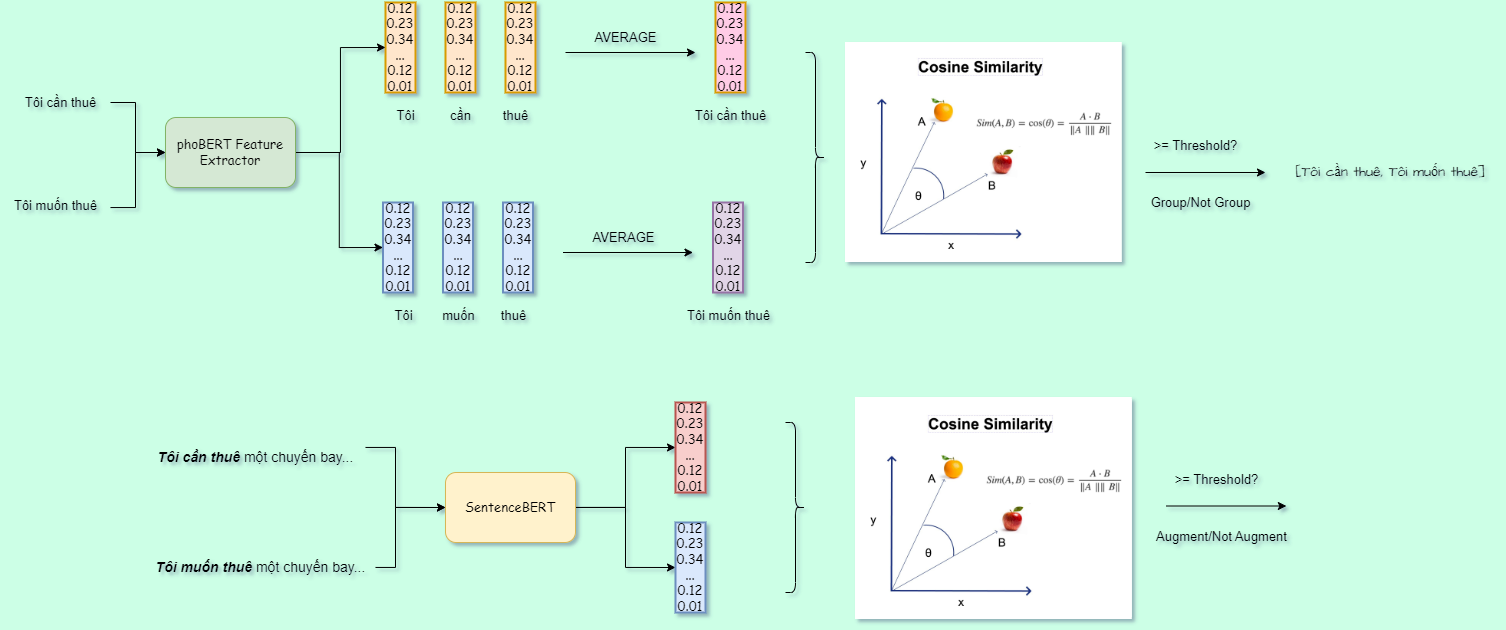 Tôi cần thuê
Tôi muốn thuê
phoBERT Feature
Extractor
0.12 0.12 0.12
0.23 0.23 0.23
0.34 0.34 0.34
... ... ...
0.12 0.12 0.12
0.01 0.01 0.01
Tôi cần thuê
AVERAGE
0.12
0.23
0.34
...
0.12
0.01
Tôi cần thuê
0.12 0.12 0.12
0.23 0.23 0.23
0.34 0.34 0.34
... ... ...
0.12 0.12 0.12
0.01 0.01 0.01
Tôi muốn thuê
AVERAGE
0.12
0.23
0.34
...
0.12
0.01
Tôi muốn thuê
Cosine Similarity
A
Sim(A, B) = cos(θ) = A · B / ||A|| ||B||
y
B
θ
x
>= Threshold?
Group/Not Group
[Tôi cần thuê, Tôi muốn thuê]
Tôi cần thuê một chuyến bay...
Tôi muốn thuê một chuyến bay...
SentenceBERT
0.12
0.23
0.34
...
0.12
0.01
0.12
0.23
0.34
...
0.12
0.01
Cosine Similarity
A
Sim(A, B) = cos(θ) = A · B / ||A|| ||B||
y
B
θ
x
>= Threshold?
Augment/Not Augment